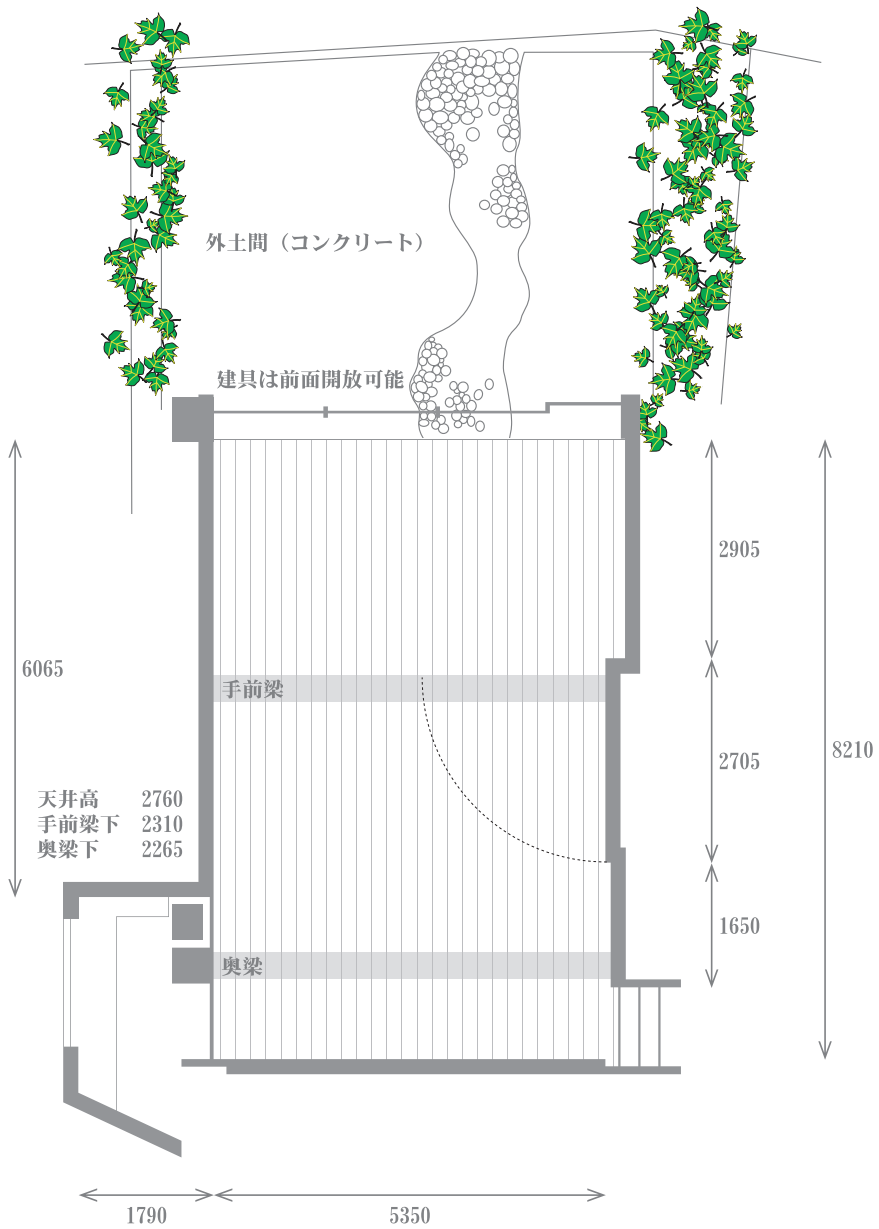 外土間（コンクリート）
建具は前面開放可能
2905
6065
手前梁
2705
8210
天井高 2760
手前梁下 2310
奥梁下 2265
1650
奥梁
1790
5350